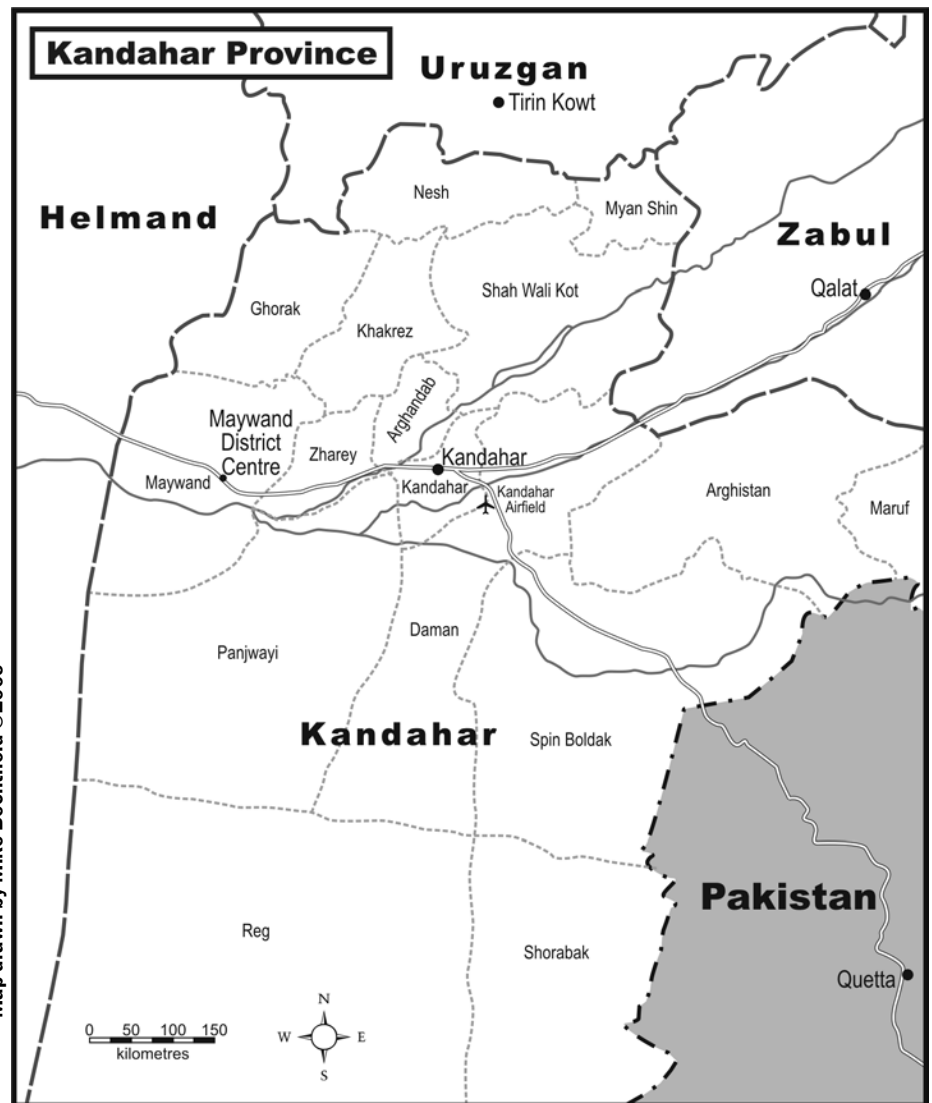 Kandahar Province
Uruzgan
Tirin Kowt
Nesh
Myan Shin
Helmand
Zabul
Qalat
Ghorak
Shah Wali Kot
Khakrez
Arghandab
Maywand
District
Centre
Zharey
Kandahar
Maywand
Kandahar
Kandahar
Airfield
Arghistan
Maruf
Panjwayi
Daman
Kandahar
Spin Boldak
Pakistan
Reg
Shorabak
Quetta
0 50 100 150
kilometres
N
W E
S